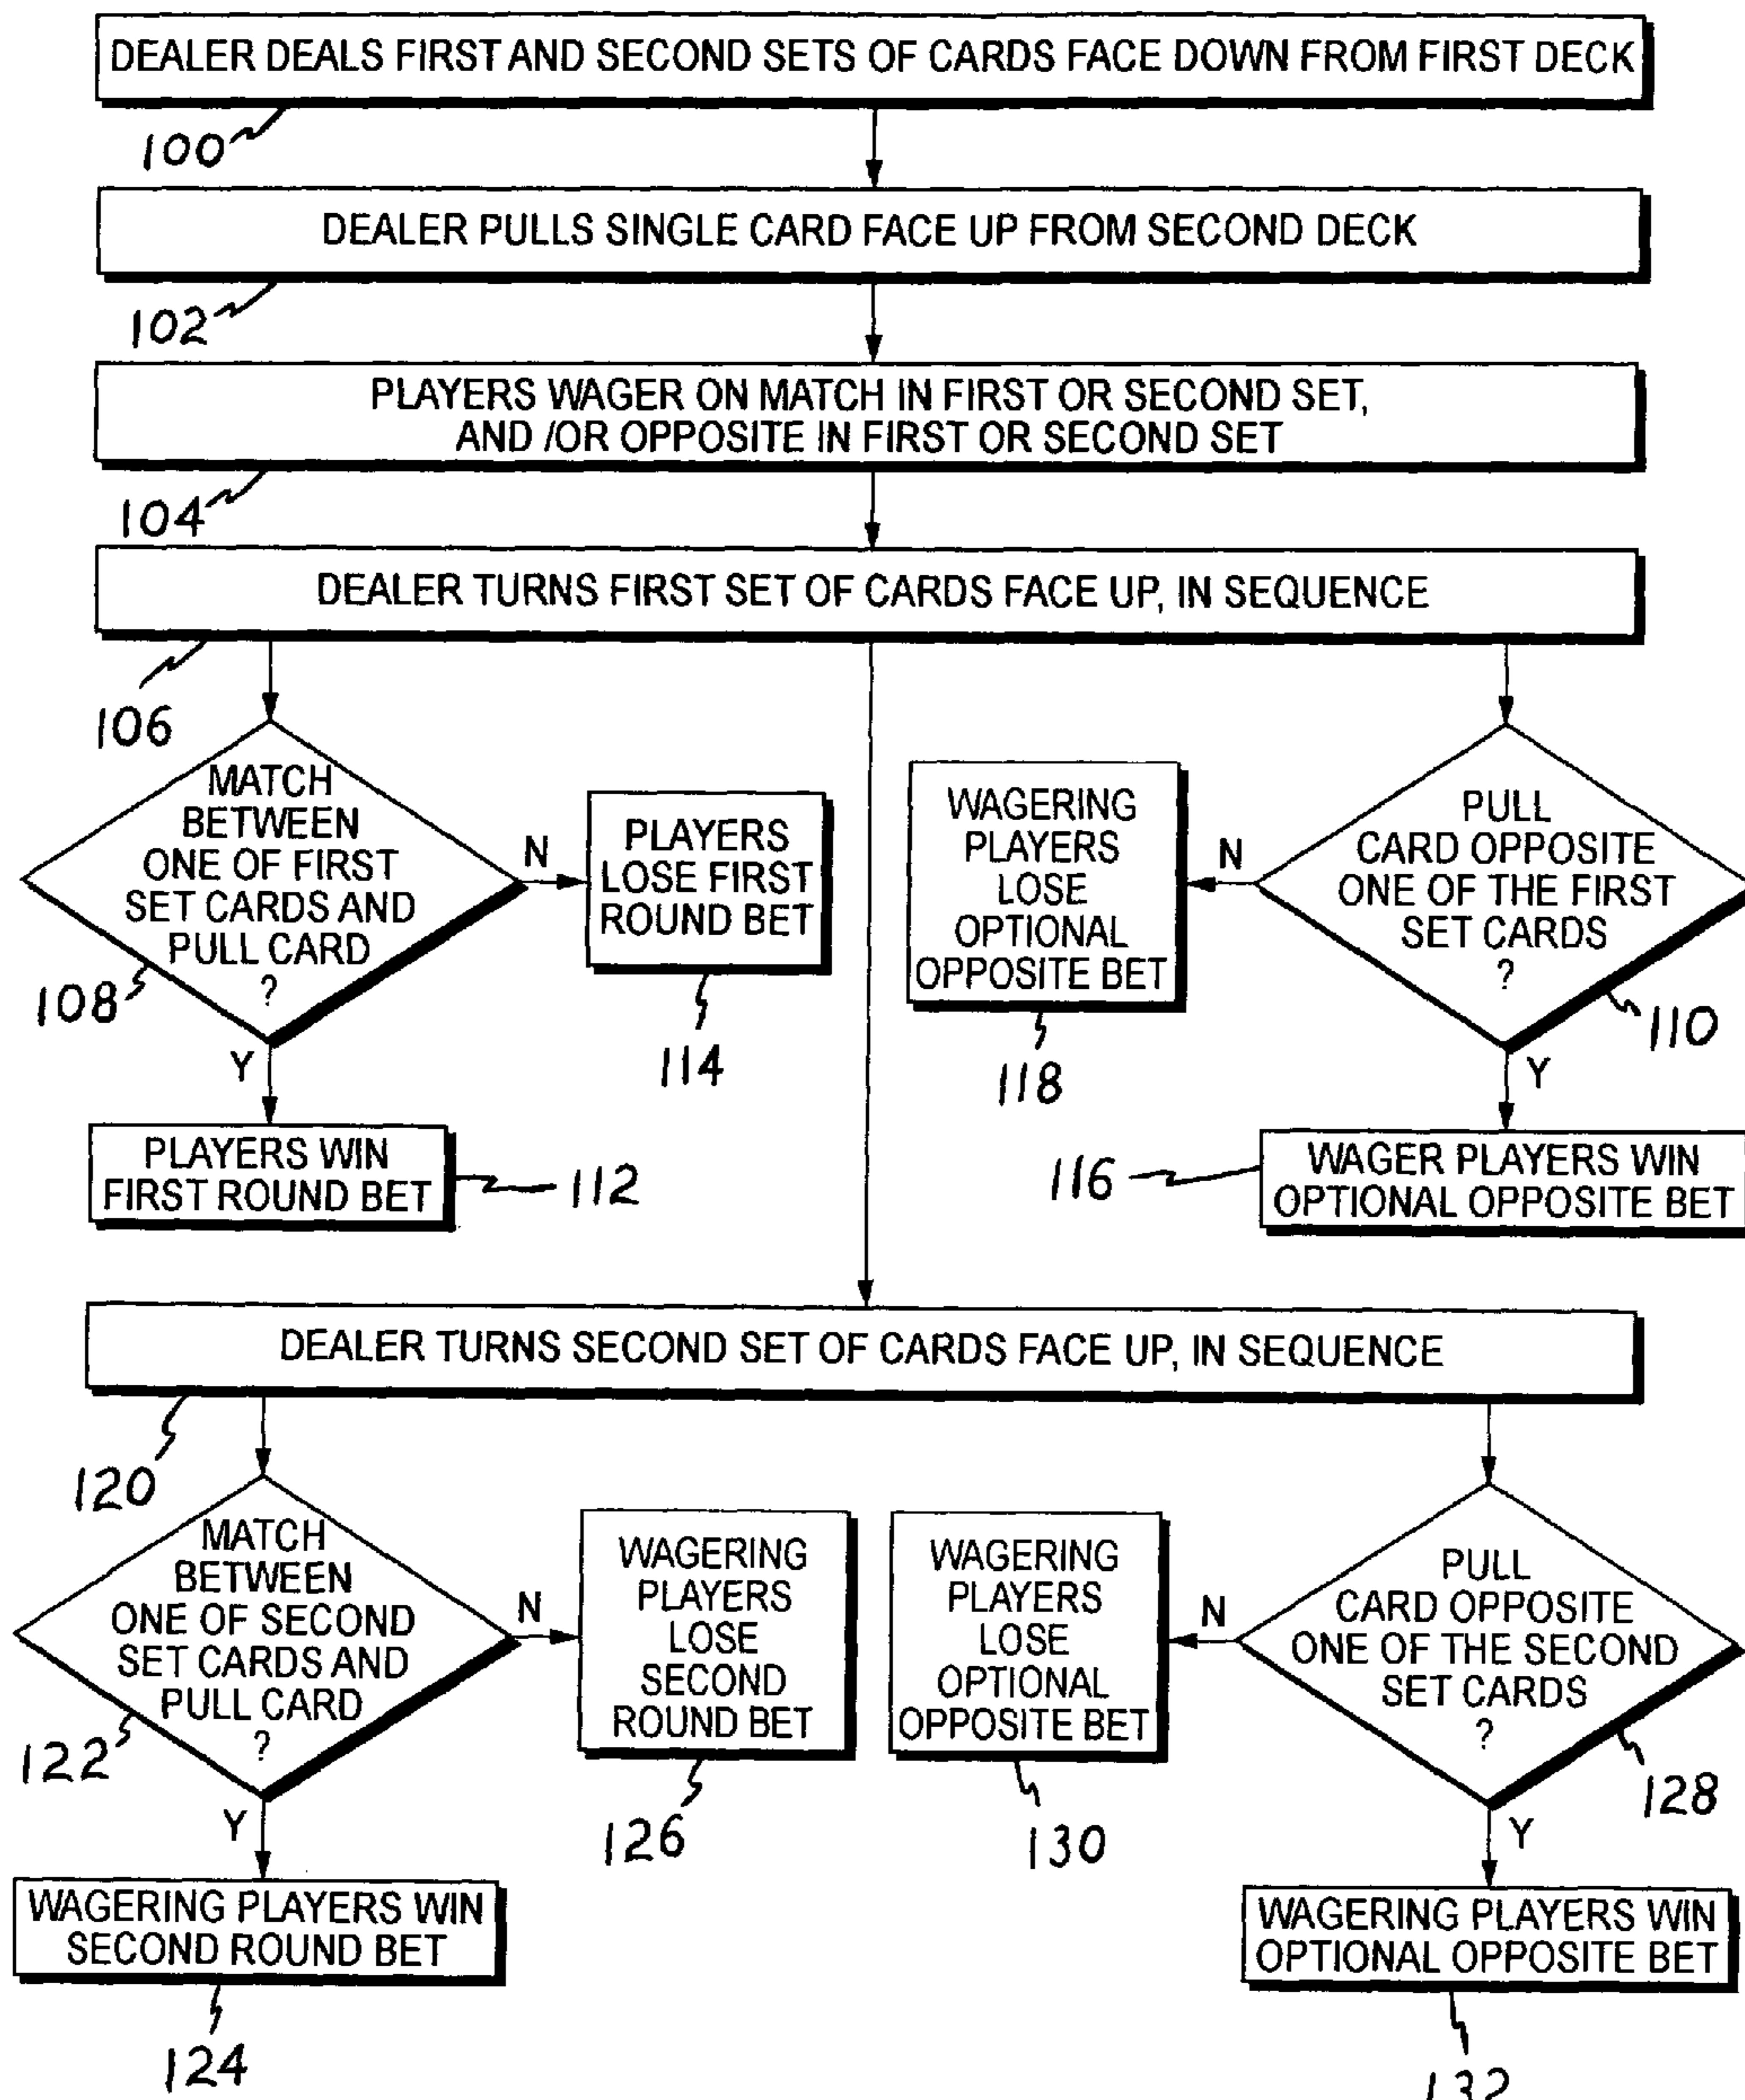 DEALER DEALS FIRST AND SECOND SETS OF CARDS FACE DOWN FROM FIRST DECK
100
DEALER PULLS SINGLE CARD FACE UP FROM SECOND DECK
102
PLAYERS WAGER ON MATCH IN FIRST OR SECOND SET,
AND /OR OPPOSITE IN FIRST OR SECOND SET
104
DEALER TURNS FIRST SET OF CARDS FACE UP, IN SEQUENCE
106
MATCH
BETWEEN
ONE OF FIRST
SET CARDS AND
PULL CARD
?
108
N
PLAYERS
LOSE FIRST
ROUND BET
114
Y
PLAYERS WIN
FIRST ROUND BET
112
PULL
CARD OPPOSITE
ONE OF THE FIRST
SET CARDS
?
110
N
WAGERING
PLAYERS
LOSE
OPTIONAL
OPPOSITE BET
118
Y
WAGER PLAYERS WIN
OPTIONAL OPPOSITE BET
116
DEALER TURNS SECOND SET OF CARDS FACE UP, IN SEQUENCE
120
MATCH
BETWEEN
ONE OF SECOND
SET CARDS AND
PULL CARD
?
122
N
WAGERING
PLAYERS
LOSE
SECOND
ROUND BET
126
Y
WAGERING PLAYERS WIN
SECOND ROUND BET
124
PULL
CARD OPPOSITE
ONE OF THE SECOND
SET CARDS
?
128
N
WAGERING
PLAYERS
LOSE
OPTIONAL
OPPOSITE BET
130
Y
WAGERING PLAYERS WIN
OPTIONAL OPPOSITE BET
132